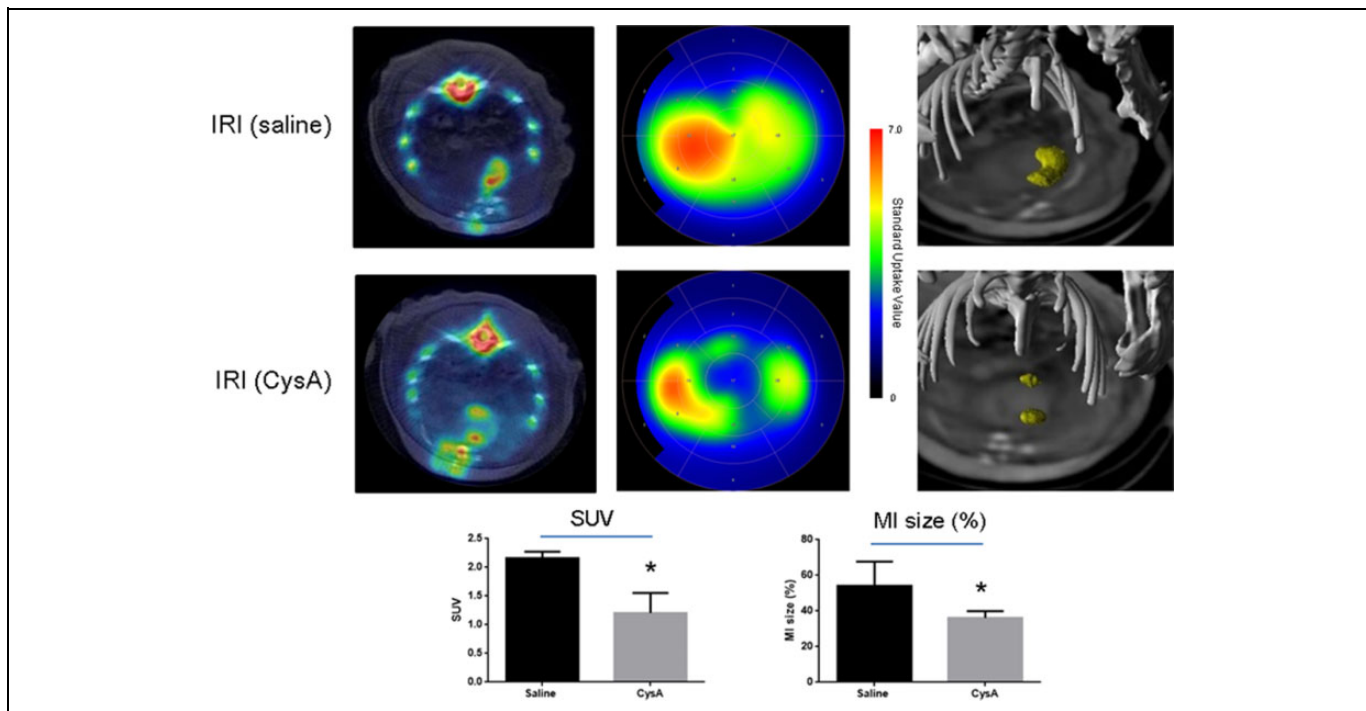 IRI (saline)
7.0
Standard Uptake Value
0
IRI (CysA)
SUV
2.5
2.0
1.5
1.0
0.5
0.0
SUV
*
Saline
CysA
MI size (%)
80
60
40
20
0
MI size (%)
*
Saline
CysA